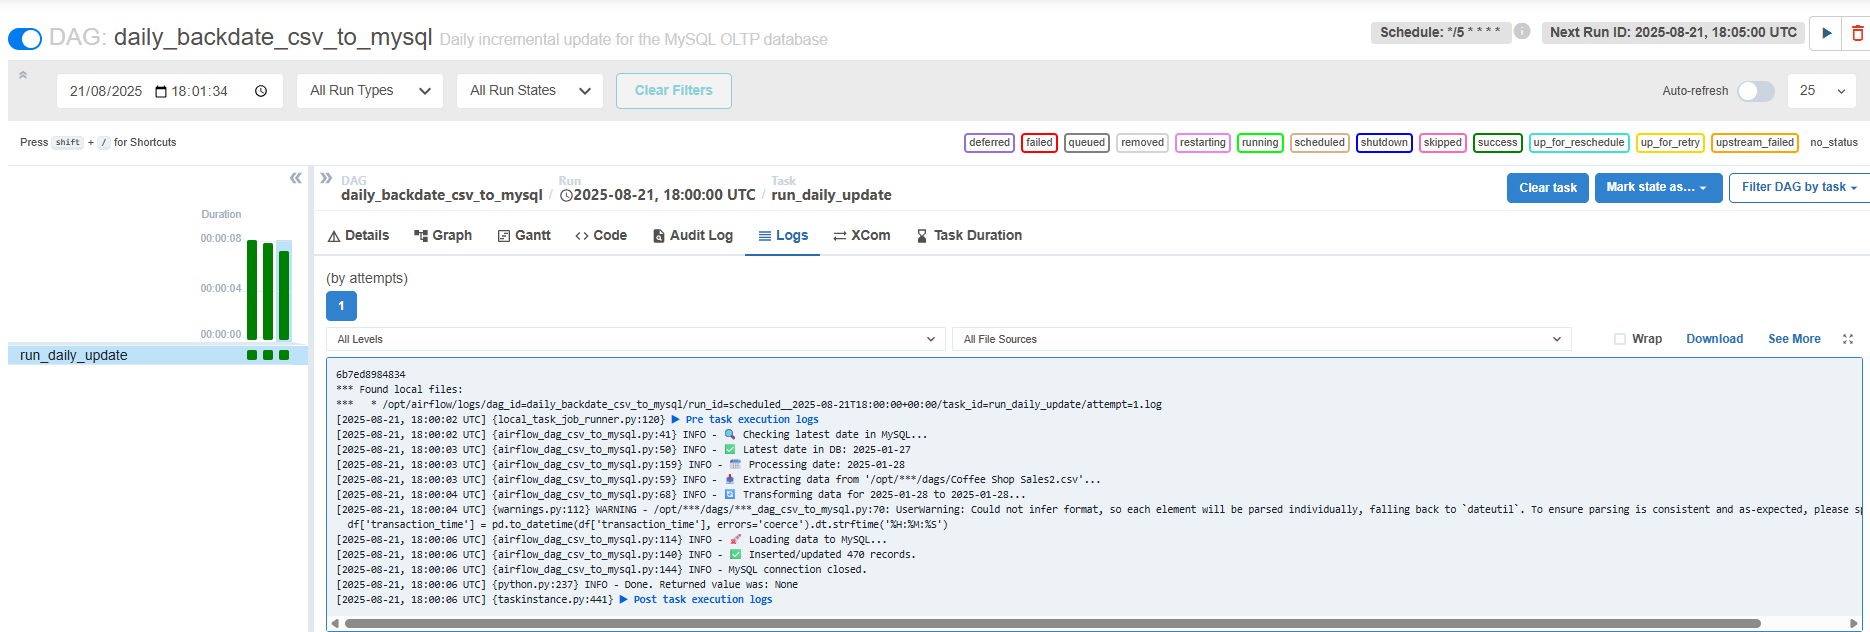 DAG: daily_backdate_csv_to_mysql Daily incremental update for the MySQL OLTP database
Schedule: */5 * * * * i Next Run ID: 2025-08-21, 18:05:00 UTC
21/08/2025 18:01:34 All Run Types All Run States Clear Filters Auto-refresh 25
Press shift + / for Shortcuts
deferred failed queued removed restarting running scheduled shutdown skipped success up_for_reschedule up_for_retry upstream_failed no_status
Duration
00:00:08
00:00:04
00:00:00
run_daily_update
DAG Run Task
daily_backdate_csv_to_mysql / 2025-08-21, 18:00:00 UTC / run_daily_update
Clear task Mark state as... Filter DAG by task
Details Graph Gantt Code Audit Log Logs XCom Task Duration
(by attempts)
1
All Levels All File Sources Wrap Download See More
6b7ed8984834
*** Found local files:
***   * /opt/airflow/logs/dag_id=daily_backdate_csv_to_mysql/run_id=scheduled__2025-08-21T18:00:00+00:00/task_id=run_daily_update/attempt=1.log
[2025-08-21, 18:00:02 UTC] {local_task_job_runner.py:120} ▶ Pre task execution logs
[2025-08-21, 18:00:02 UTC] {airflow_dag_csv_to_mysql.py:41} INFO - 🔍 Checking latest date in MySQL...
[2025-08-21, 18:00:03 UTC] {airflow_dag_csv_to_mysql.py:50} INFO - ✅ Latest date in DB: 2025-01-27
[2025-08-21, 18:00:03 UTC] {airflow_dag_csv_to_mysql.py:159} INFO - 📅 Processing date: 2025-01-28
[2025-08-21, 18:00:03 UTC] {airflow_dag_csv_to_mysql.py:59} INFO - 📥 Extracting data from '/opt/***/dags/Coffee Shop Sales2.csv'...
[2025-08-21, 18:00:04 UTC] {airflow_dag_csv_to_mysql.py:68} INFO - 🔄 Transforming data for 2025-01-28 to 2025-01-28...
[2025-08-21, 18:00:04 UTC] {warnings.py:112} WARNING - /opt/***/dags/***_dag_csv_to_mysql.py:70: UserWarning: Could not infer format, so each element will be parsed individually, falling back to `dateutil`. To ensure parsing is consistent and as-expected, please sp
df['transaction_time'] = pd.to_datetime(df['transaction_time'], errors='coerce').dt.strftime('%H:%M:%S')
[2025-08-21, 18:00:06 UTC] {airflow_dag_csv_to_mysql.py:114} INFO - 🚀 Loading data to MySQL...
[2025-08-21, 18:00:06 UTC] {airflow_dag_csv_to_mysql.py:140} INFO - ✅ Inserted/updated 470 records.
[2025-08-21, 18:00:06 UTC] {airflow_dag_csv_to_mysql.py:144} INFO - MySQL connection closed.
[2025-08-21, 18:00:06 UTC] {python.py:237} INFO - Done. Returned value was: None
[2025-08-21, 18:00:06 UTC] {taskinstance.py:441} ▶ Post task execution logs